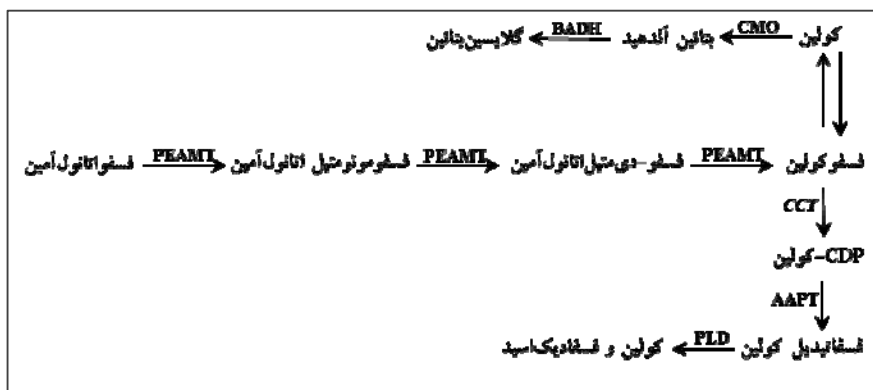 کولین CMO بتائین آلدهید BADH گلایسین‌بتائین
فسفواتانول‌آمین PEAMT فسفومونومتیل اتانول‌آمین PEAMT فسفو-دی‌متیل‌اتانول‌آمین PEAMT فسفوکولین
CCT
CDP-کولین
AAPT
فسفاتیدیل کولین PLD کولین و فسفادیک‌اسید